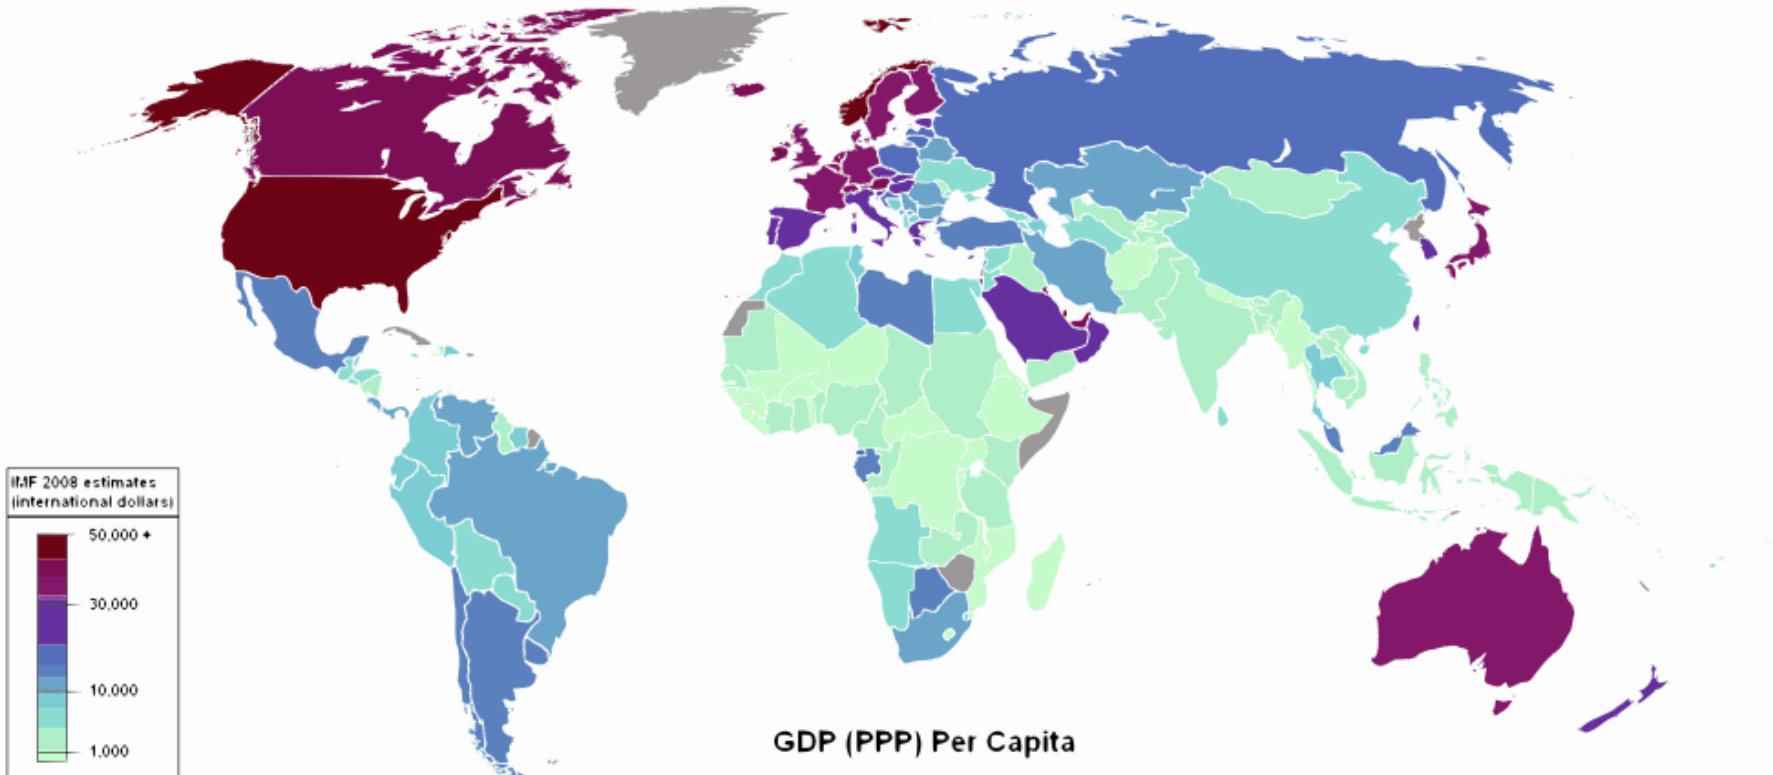 IMF 2008 estimates
(international dollars)
50,000 +
30,000
10,000
1,000
GDP (PPP) Per Capita